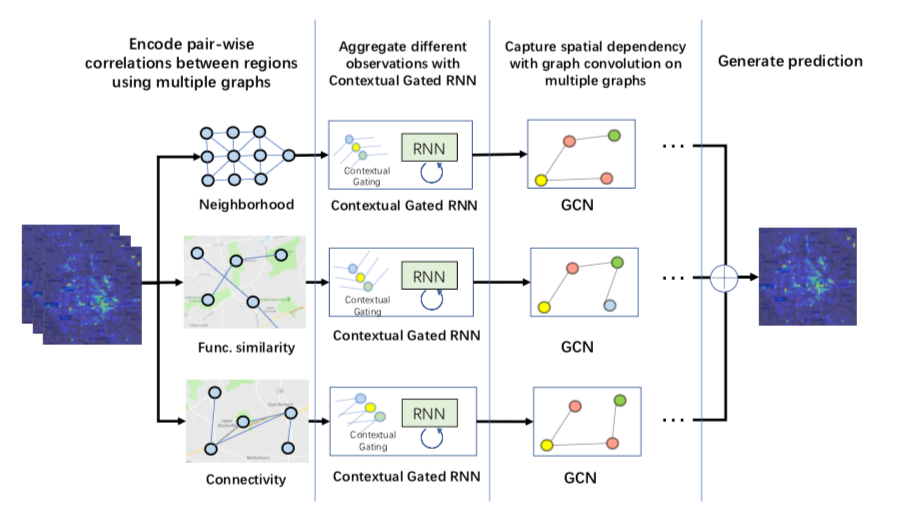 Encode pair-wise
correlations between regions
using multiple graphs
Aggregate different
observations with
Contextual Gated RNN
Capture spatial dependency
with graph convolution on
multiple graphs
Generate prediction
Neighborhood
Contextual
Gating
RNN
Contextual Gated RNN
GCN
...
Func. similarity
Contextual
Gating
RNN
Contextual Gated RNN
GCN
...
Connectivity
Contextual
Gating
RNN
Contextual Gated RNN
GCN
...